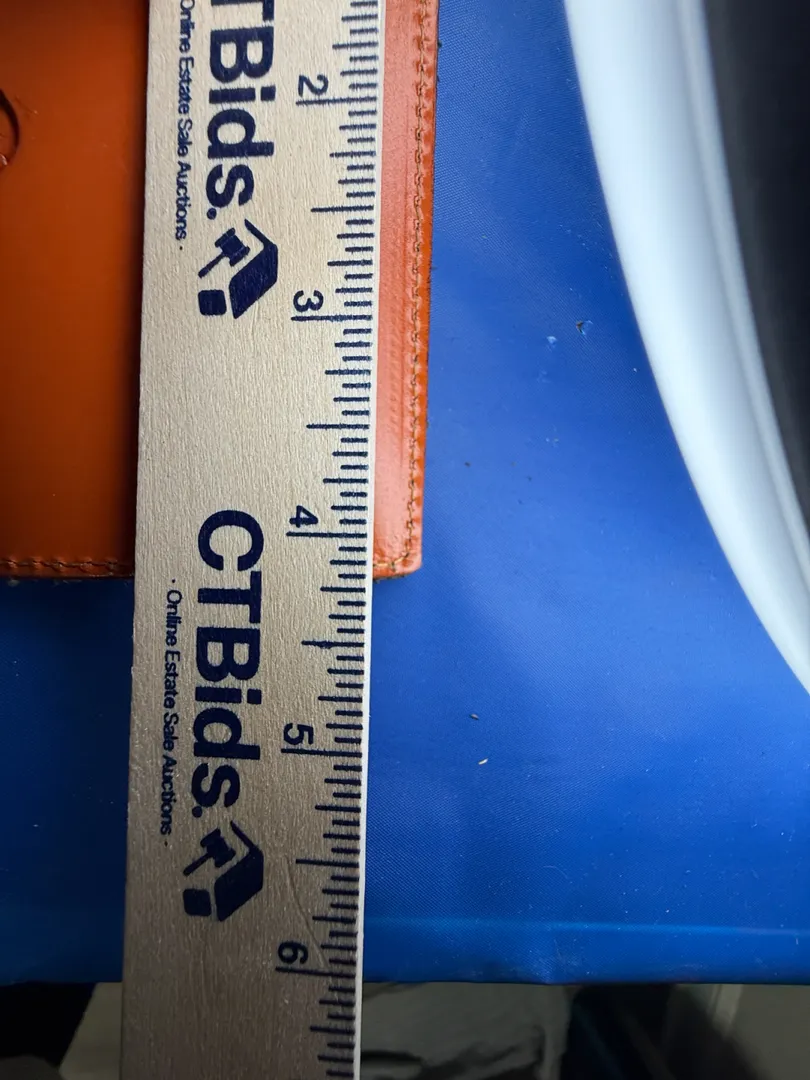 TBids.
Online Estate Sale Auctions ·
2
3
4
CTBids.
· Online Estate Sale Auctions ·
5
6